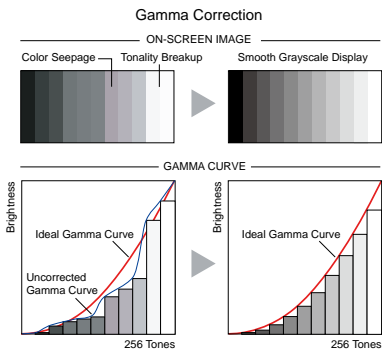 Gamma Correction
ON-SCREEN IMAGE
Color Seepage
Tonality Breakup
Smooth Grayscale Display
GAMMA CURVE
Brightness
Ideal Gamma Curve
Uncorrected
Gamma Curve
256 Tones
Brightness
Ideal Gamma Curve
256 Tones